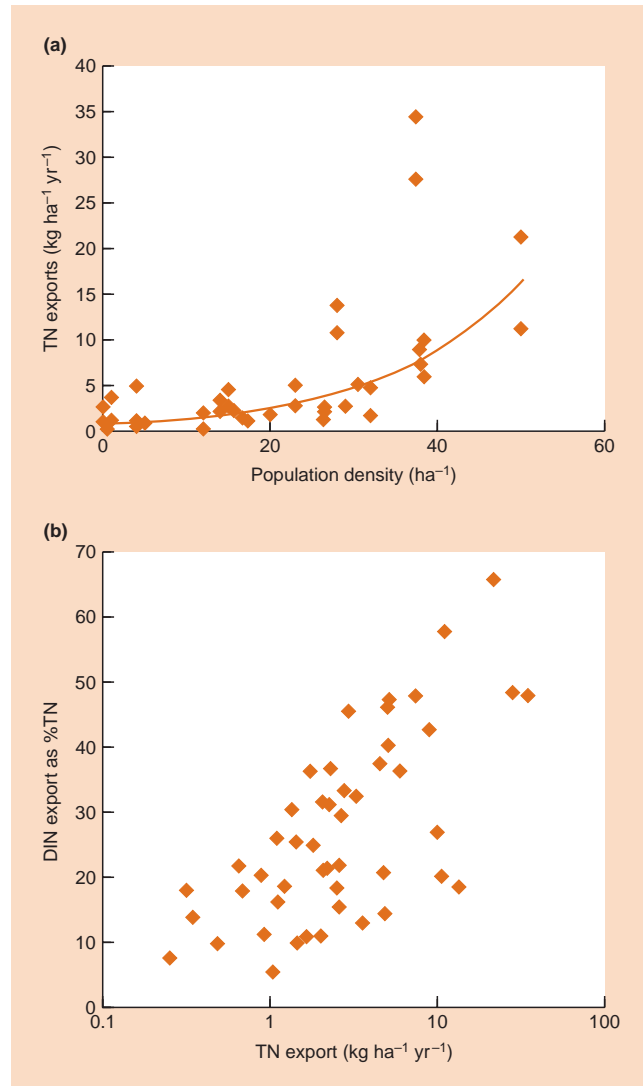 (a)
TN exports (kg ha⁻¹ yr⁻¹)
40
35
30
25
20
15
10
5
0
0 20 40 60
Population density (ha⁻¹)
(b)
DIN export as %TN
70
60
50
40
30
20
10
0
0.1 1 10 100
TN export (kg ha⁻¹ yr⁻¹)